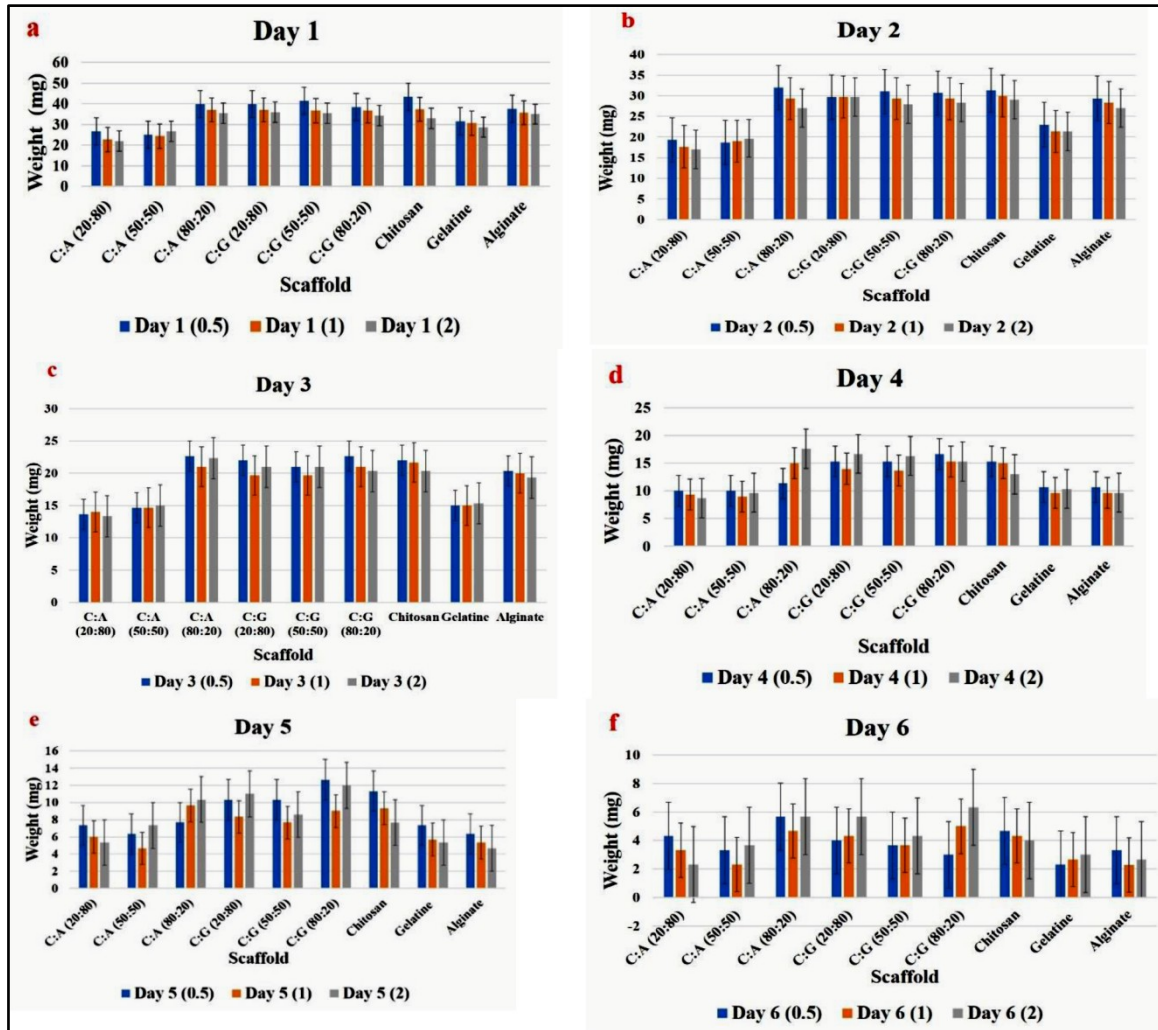 a
Day 1
Weight (mg)
60
50
40
30
20
10
0
C:A (20:80)
C:A (50:50)
C:A (80:20)
C:G (20:80)
C:G (50:50)
C:G (80:20)
Chitosan
Gelatine
Alginate
Scaffold
Day 1 (0.5) Day 1 (1) Day 1 (2)
b
Day 2
Weight (mg)
40
35
30
25
20
15
10
5
0
C:A (20:80)
C:A (50:50)
C:A (80:20)
C:G (20:80)
C:G (50:50)
C:G (80:20)
Chitosan
Gelatine
Alginate
Scaffold
Day 2 (0.5) Day 2 (1) Day 2 (2)
c
Day 3
Weight (mg)
30
25
20
15
10
5
0
C:A C:A C:A C:G C:G C:G Chitosan Gelatine Alginate
(20:80) (50:50) (80:20) (20:80) (50:50) (80:20)
Scaffold
Day 3 (0.5) Day 3 (1) Day 3 (2)
d
Day 4
Weight (mg)
25
20
15
10
5
0
C:A (20:80)
C:A (50:50)
C:A (80:20)
C:G (20:80)
C:G (50:50)
C:G (80:20)
Chitosan
Gelatine
Alginate
Scaffold
Day 4 (0.5) Day 4 (1) Day 4 (2)
e
Day 5
Weight (mg)
16
14
12
10
8
6
4
2
0
C:A (20:80)
C:A (50:50)
C:A (80:20)
C:G (20:80)
C:G (50:50)
C:G (80:20)
Chitosan
Gelatine
Alginate
Scaffold
Day 5 (0.5) Day 5 (1) Day 5 (2)
f
Day 6
Weight (mg)
10
8
6
4
2
0
-2
C:A (20:80)
C:A (50:50)
C:A (80:20)
C:G (20:80)
C:G (50:50)
C:G (80:20)
Chitosan
Gelatine
Alginate
Scaffold
Day 6 (0.5) Day 6 (1) Day 6 (2)